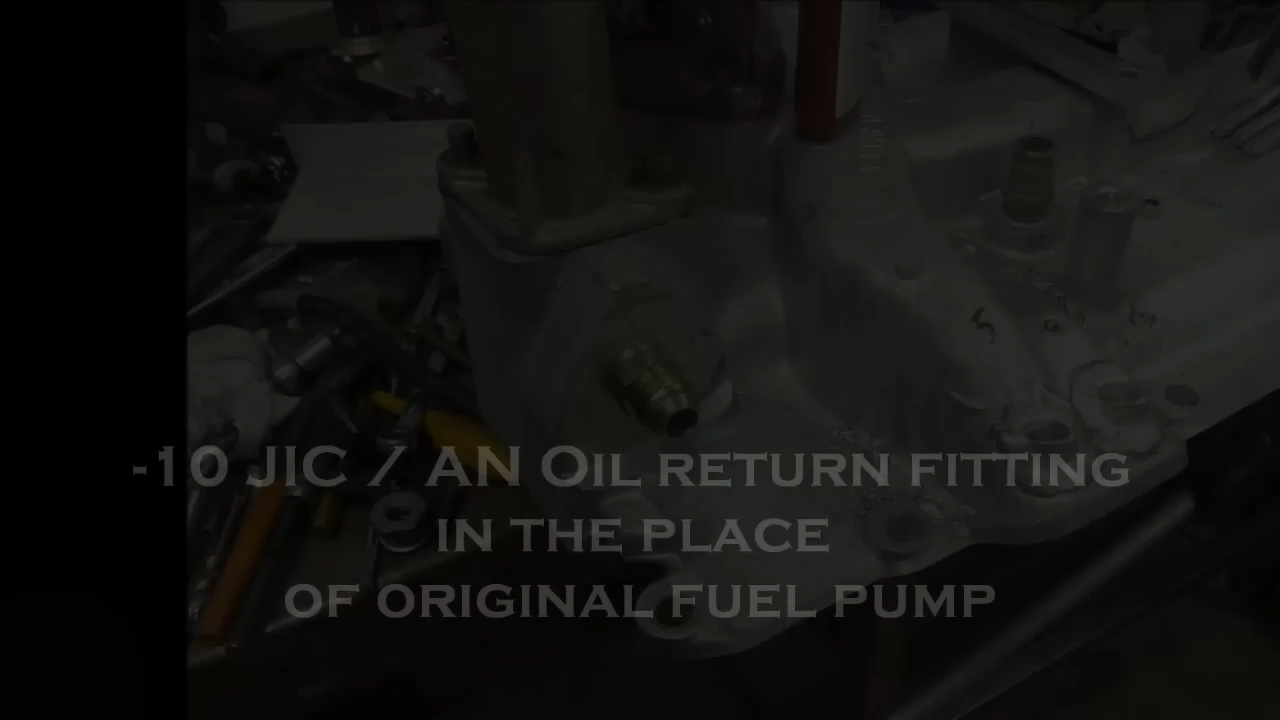 -10 JIC / AN OIL RETURN FITTING
IN THE PLACE
OF ORIGINAL FUEL PUMP